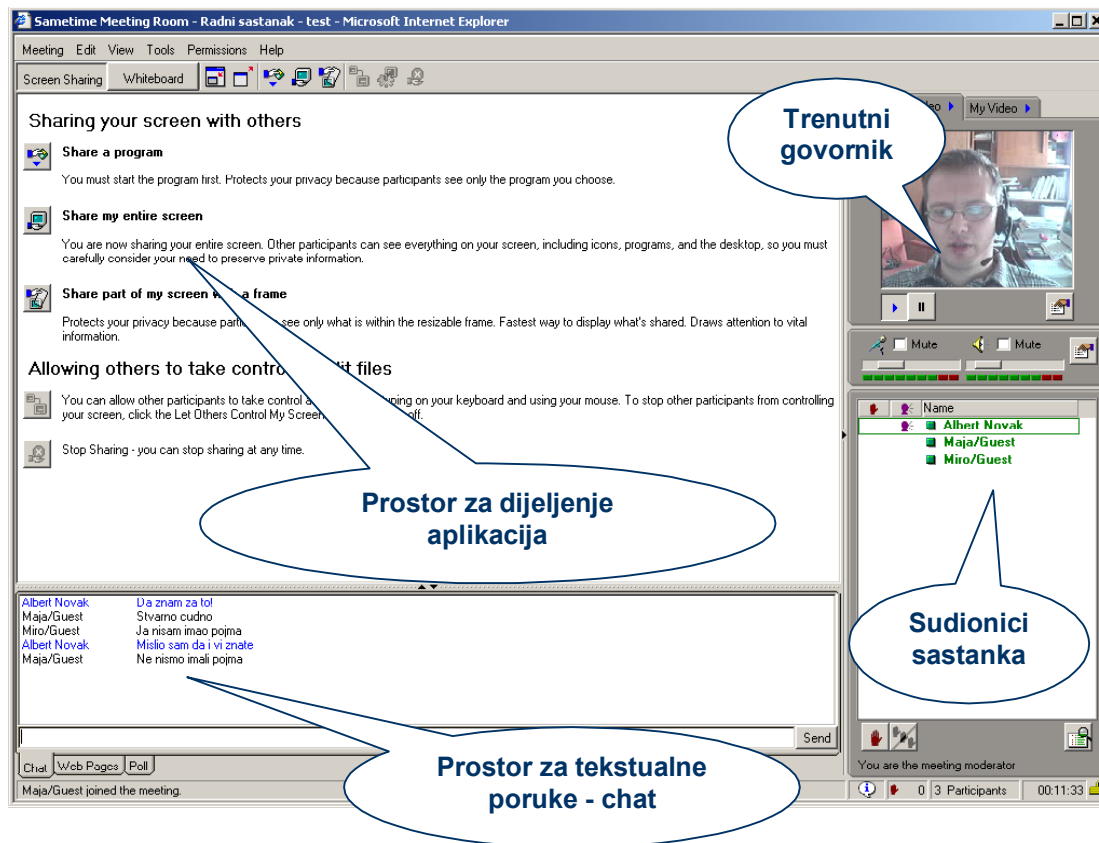 Sametime Meeting Room - Radni sastanak - test - Microsoft Internet Explorer
Meeting Edit View Tools Permissions Help
Screen Sharing Whiteboard
My Video
Trenutni
govornik
Sharing your screen with others
Share a program
You must start the program first. Protects your privacy because participants see only the program you choose.
Share my entire screen
You are now sharing your entire screen. Other participants can see everything on your screen, including icons, programs, and the desktop, so you must
carefully consider your need to preserve private information.
Share part of my screen a frame
Protects your privacy because see only what is within the resizable frame. Fastest way to display what's shared. Draws attention to vital
information.
Allowing others to take control files
You can allow other participants to take control on your keyboard and using your mouse. To stop other participants from controlling
your screen, click the Let Others Control My off.
Stop Sharing - you can stop sharing at any time.
Prostor za dijeljenje
aplikacija
Mute Mute
Name
Albert Novak
Maja/Guest
Miro/Guest
Sudionici
sastanka
Albert Novak Da znam za to!
Maja/Guest Stvarno cudno
Miro/Guest Ja nisam imao pojma
Albert Novak Mislio sam da i vi znate
Maja/Guest Ne nismo imali pojma
Send
Chat Web Pages Poll
Prostor za tekstualne
poruke - chat
You are the meeting moderator
Maja/Guest joined the meeting.
0 3 Participants 00:11:33